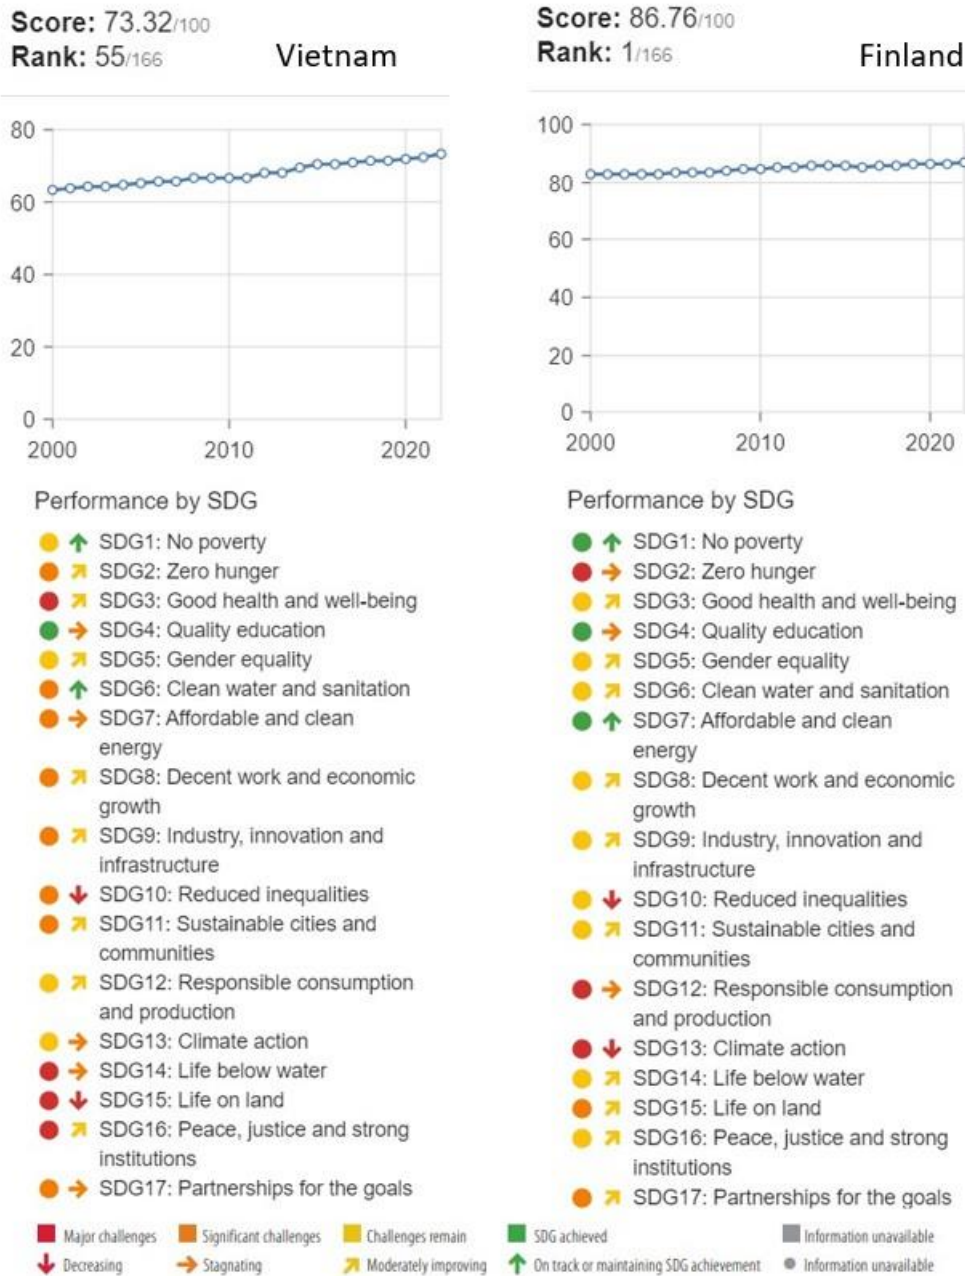 Score: 73.32/100
Rank: 55/166 Vietnam
80
60
40
20
0
2000 2010 2020
Performance by SDG
SDG1: No poverty
SDG2: Zero hunger
SDG3: Good health and well-being
SDG4: Quality education
SDG5: Gender equality
SDG6: Clean water and sanitation
SDG7: Affordable and clean
energy
SDG8: Decent work and economic
growth
SDG9: Industry, innovation and
infrastructure
SDG10: Reduced inequalities
SDG11: Sustainable cities and
communities
SDG12: Responsible consumption
and production
SDG13: Climate action
SDG14: Life below water
SDG15: Life on land
SDG16: Peace, justice and strong
institutions
SDG17: Partnerships for the goals
Score: 86.76/100
Rank: 1/166 Finland
100
80
60
40
20
0
2000 2010 2020
Performance by SDG
SDG1: No poverty
SDG2: Zero hunger
SDG3: Good health and well-being
SDG4: Quality education
SDG5: Gender equality
SDG6: Clean water and sanitation
SDG7: Affordable and clean
energy
SDG8: Decent work and economic
growth
SDG9: Industry, innovation and
infrastructure
SDG10: Reduced inequalities
SDG11: Sustainable cities and
communities
SDG12: Responsible consumption
and production
SDG13: Climate action
SDG14: Life below water
SDG15: Life on land
SDG16: Peace, justice and strong
institutions
SDG17: Partnerships for the goals
Major challenges Significant challenges Challenges remain SDG achieved Information unavailable
Decreasing Stagnating Moderately improving On track or maintaining SDG achievement Information unavailable